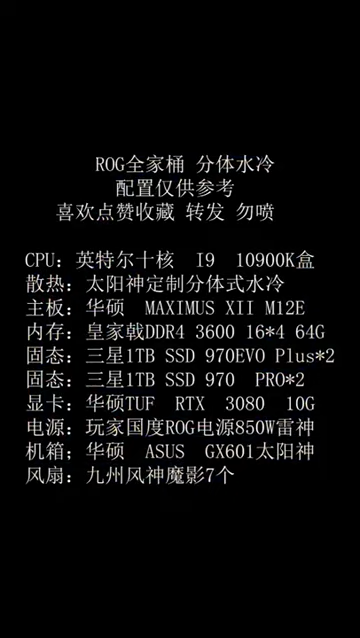 ROG全家桶 分体水冷
配置仅供参考
喜欢点赞收藏 转发 勿喷
CPU：英特尔十核 I9 10900K盒
散热：太阳神定制分体式水冷
主板：华硕 MAXIMUS XII M12E
内存：皇家戟DDR4 3600 16*4 64G
固态：三星1TB SSD 970EVO Plus*2
固态：三星1TB SSD 970 PRO*2
显卡：华硕TUF RTX 3080 10G
电源：玩家国度ROG电源850W雷神
机箱；华硕 ASUS GX601太阳神
风扇：九州风神魔影7个